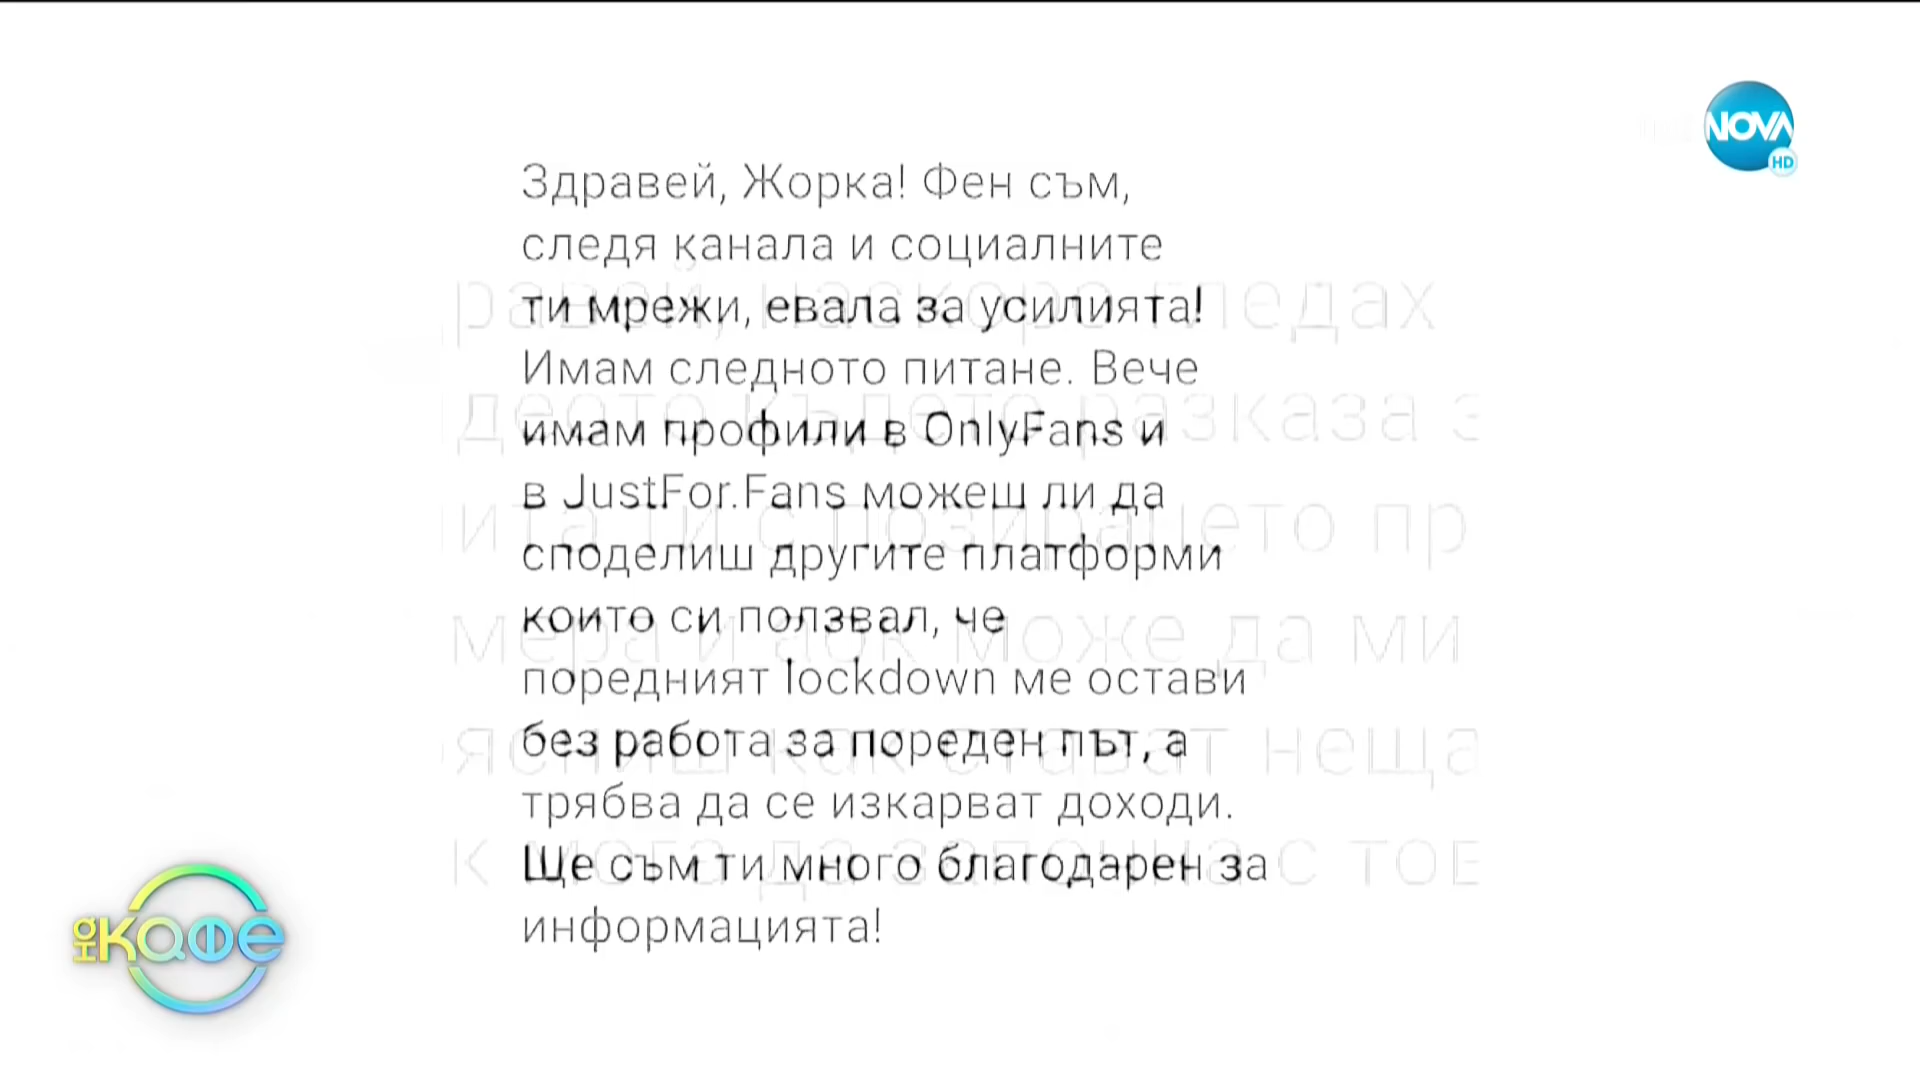 NOVA
HD
Здравей, Жорка! Фен съм,
следя канала и социалните
ти мрежи, евала за усилията!
Имам следното питане. Вече
имам профили в OnlyFans и
в JustFor.Fans можеш ли да
споделиш другите платформи
които си ползвал, че
поредният lockdown ме остави
без работа за пореден път, а
трябва да се изкарват доходи.
Ще съм ти много благодарен за
информацията!
на кафе